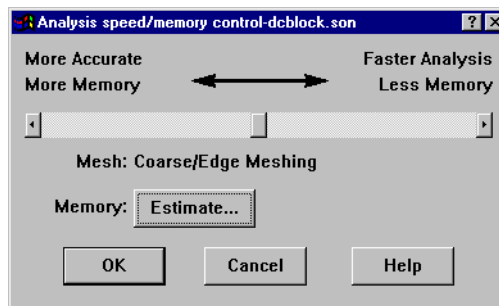 Analysis speed/memory control-dcblock.son
More Accurate Faster Analysis
More Memory Less Memory
Mesh: Coarse/Edge Meshing
Memory: Estimate...
OK Cancel Help